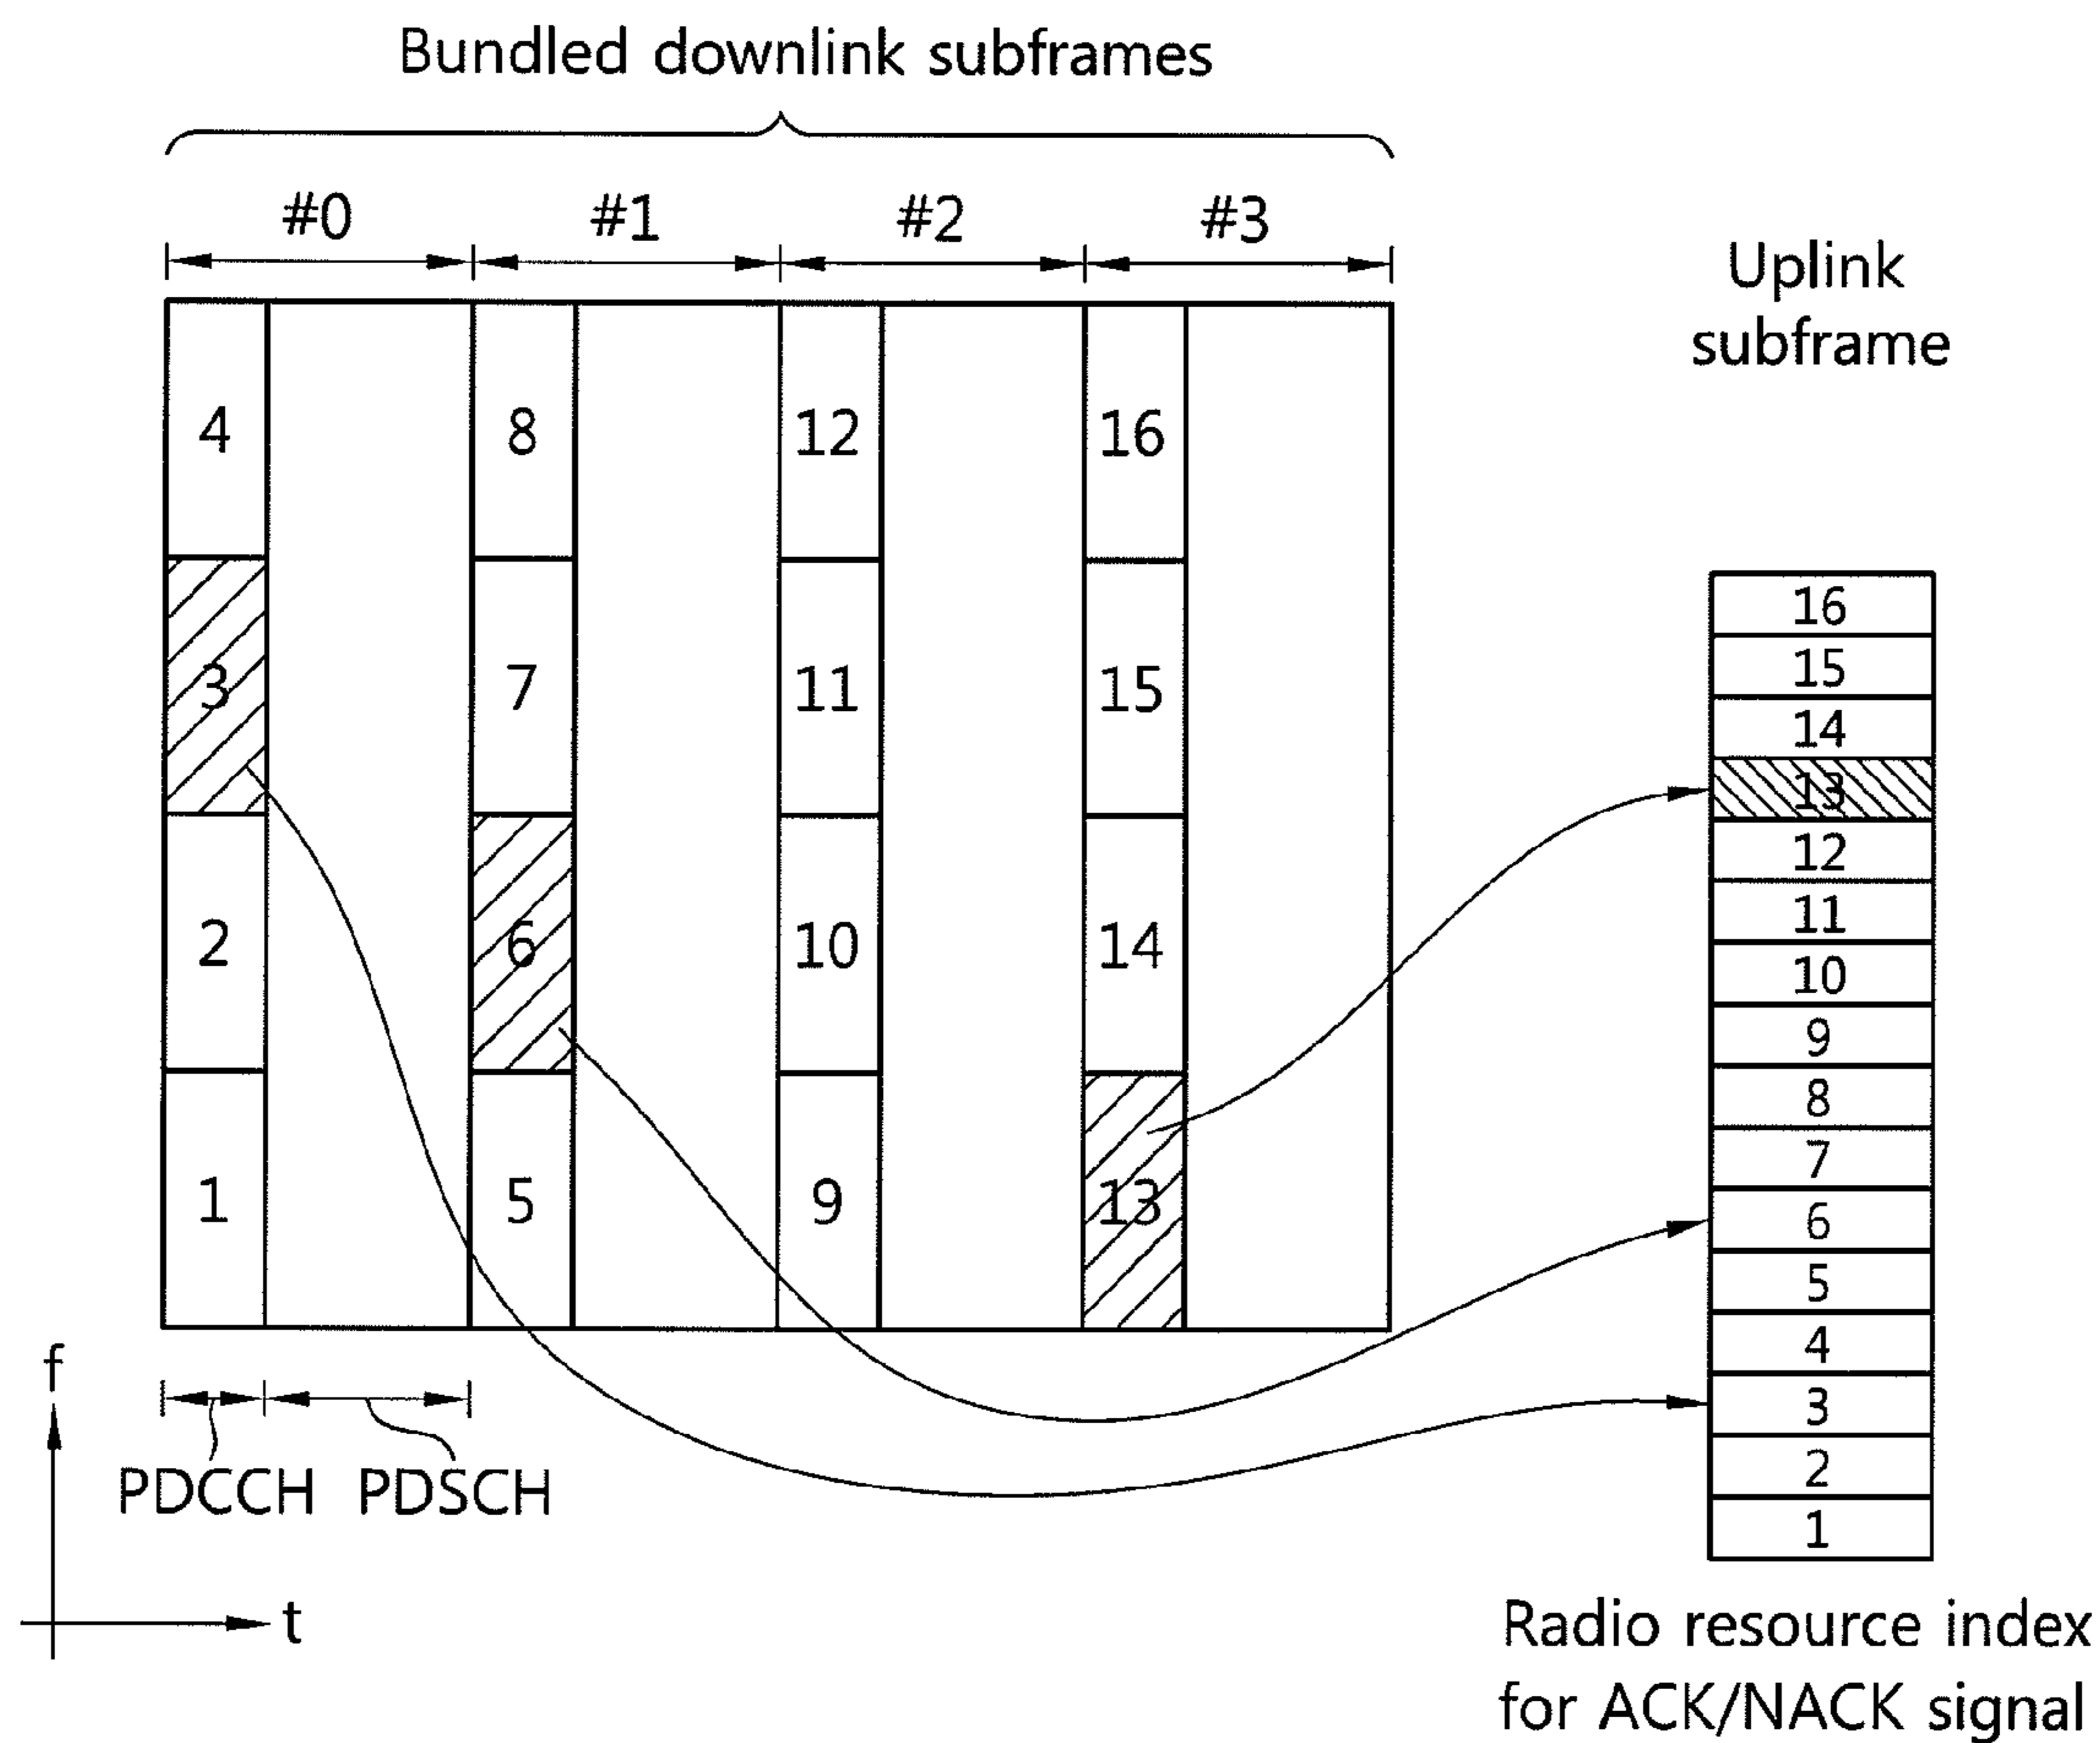 Bundled downlink subframes
#0 #1 #2 #3
Uplink
subframe
4 8 12 16
3 7 11 15
2 6 10 14
1 5 9 13
16
15
14
13
12
11
10
9
8
7
6
5
4
3
2
1
f
PDCCH PDSCH
t
Radio resource index
for ACK/NACK signal